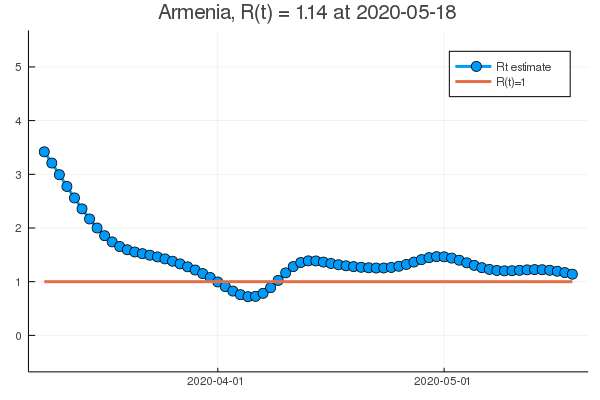 Armenia, R(t) = 1.14 at 2020-05-18
5
4
3
2
1
0
Rt estimate
R(t)=1
2020-04-01
2020-05-01